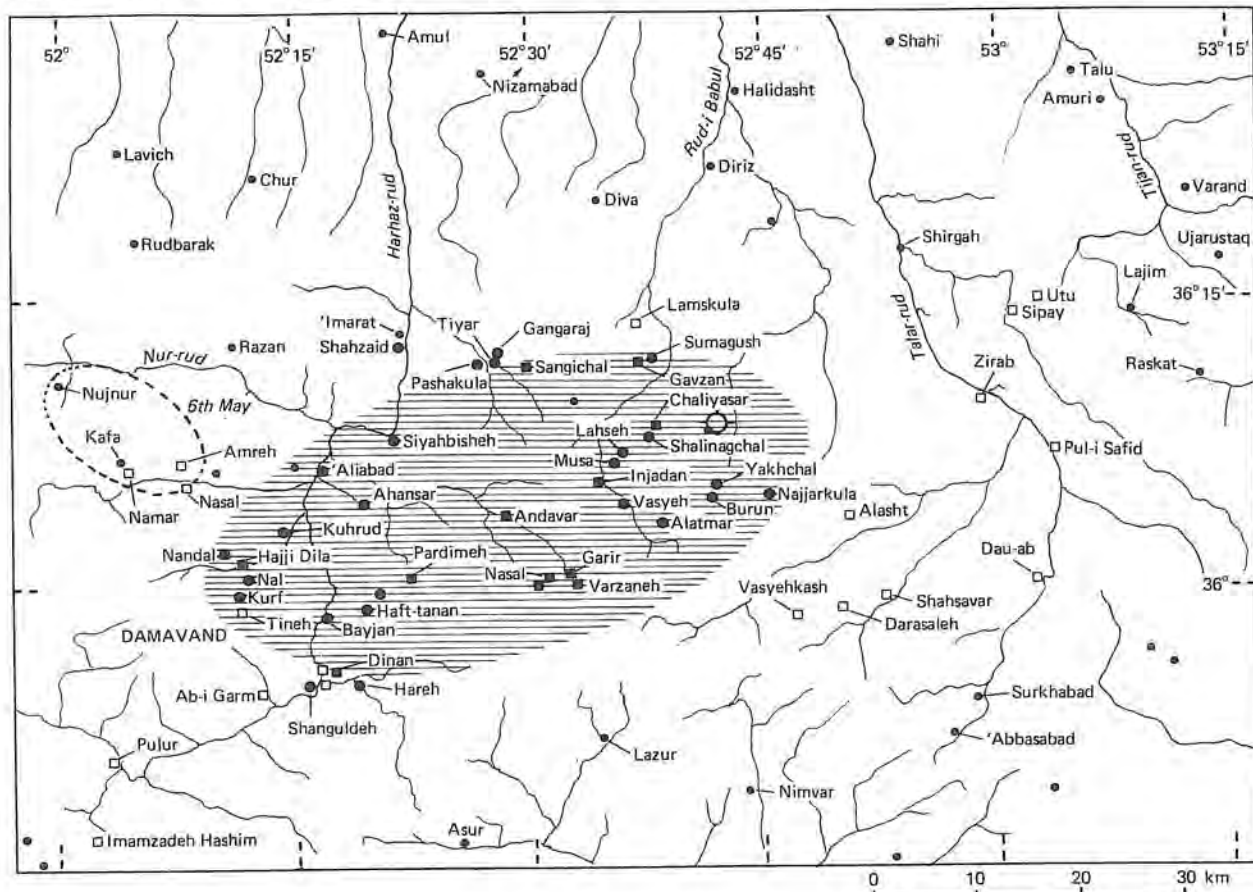 52°
52°15'
Amul
52°30'
52°45'
Shahi
53°
53°15'
Talu
Nizamabad
Halidasht
Amuri
Rud-i Babul
Lavich
Chur
Diriz
Tijan-rud
Varand
Diva
Harhaz-rud
Rudbarak
Shirgah
Ujarustaq
Lajim
36°15'
Utu
Sipay
Lamskula
Talar-rud
'Imarat
Tiyar
Gangaraj
Shahzaid
Razan
Sumagush
Nur-rud
Pashakula
Sangichal
Gavzan
Zirab
Raskat
Nujnur
6th May
Chaliyasar
Kafa
Amreh
Siyahbisheh
Lahseh
Shalinagchal
Pul-i Safid
Musa
'Aliabad
Injadan
Yakhchal
Namar
Nasal
Ahansar
Vasyeh
Burun
Najjarkula
Andavar
Alatmar
Alasht
Kuhrud
Nandal
Hajji Dila
Pardimeh
Garir
Dau-ab
Nal
Nasal
Varzaneh
Vasyehkash
36°
Kurf
Haft-tanan
Shahsavar
Tineh
Bayjan
Darasaleh
DAMAVAND
Dinan
Ab-i Garm
Hareh
Surkhabad
Shanguldeh
'Abbasabad
Pulur
Lazur
Nimvar
Imamzadeh Hashim
Asur
0 10 20 30 km